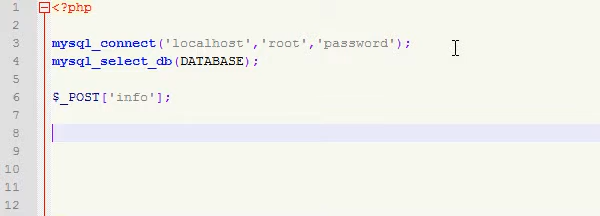 1 <?php
2
3 mysql_connect('localhost','root','password');
4 mysql_select_db(DATABASE);
5
6 $_POST['info'];
7
8
9
10
11
12